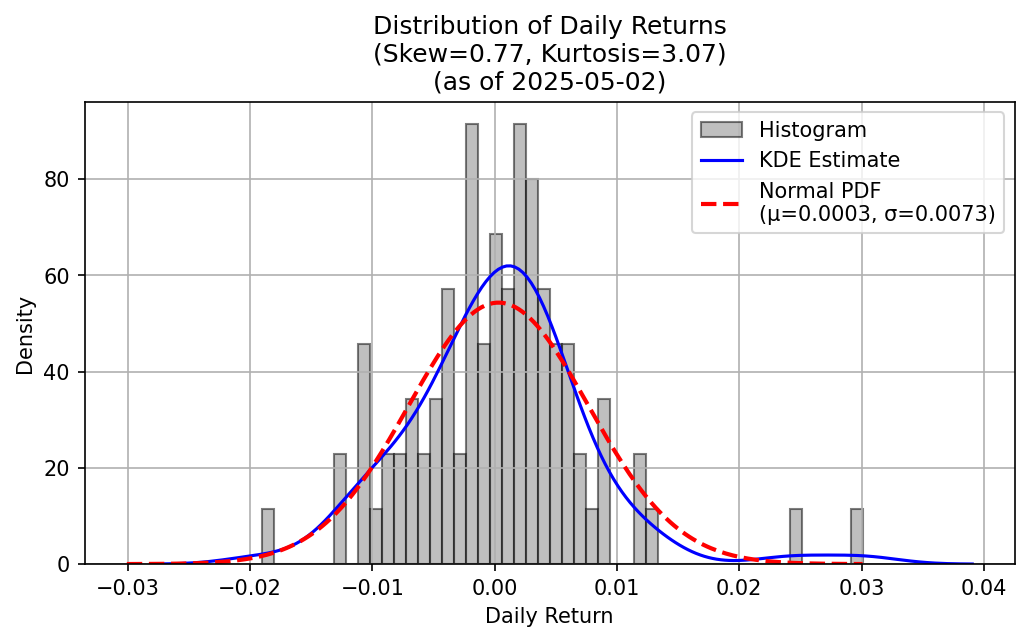 Distribution of Daily Returns
(Skew=0.77, Kurtosis=3.07)
(as of 2025-05-02)
Histogram
KDE Estimate
Normal PDF
(μ=0.0003, σ=0.0073)
Density
80
60
40
20
0
−0.03 −0.02 −0.01 0.00 0.01 0.02 0.03 0.04
Daily Return